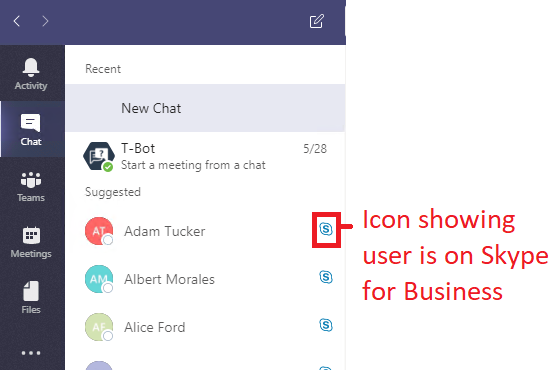 Recent
Activity
New Chat
Chat
T-Bot
5/28
Start a meeting from a chat
Suggested
Teams
AT
Adam Tucker
S
Icon showing
user is on Skype
for Business
Meetings
AM
Albert Morales
S
Files
AF
Alice Ford
S